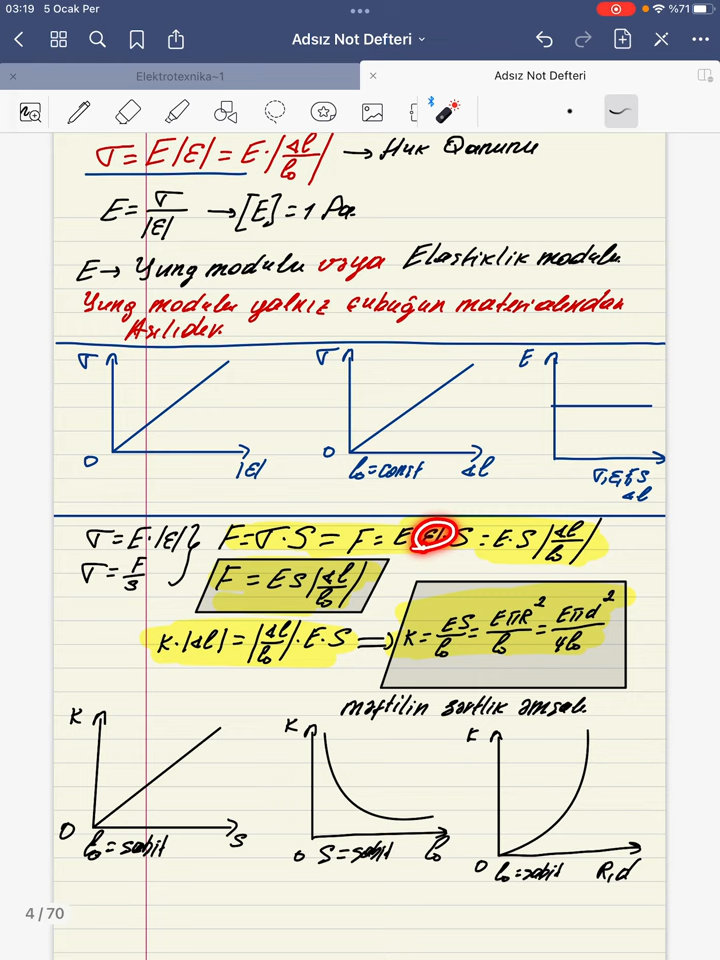 03:19 5 Ocak Per %71
Adsız Not Defteri
Elektrotexnika~1
Adsız Not Defteri
σ = E|ε| = E·|Δl/l₀| → Huk Qanunu
E = σ/|ε| → [E] = 1 Pa
E → Yung modulu vəya Elastiklik modulu
Yung modulu yalnız çubuğun materialından
Asılıdır
σ σ E
0 |ε| 0 l₀=const Δl σ,ε,F,S
Δl
σ = E·|ε| } F = σ·S = F = E|ε|·S = E·S|Δl/l₀|
σ = F/S
F = ES|Δl/l₀|
K·|Δl| = |Δl/l₀|·E·S ⟹ K = ES/l₀ = EπR²/l₀ = Eπd²/4l₀
məftilin sərtlik əmsalı
K K K
0 l₀=sabit S 0 S=sabit l₀ 0 l₀=sabit R,d
4 / 70